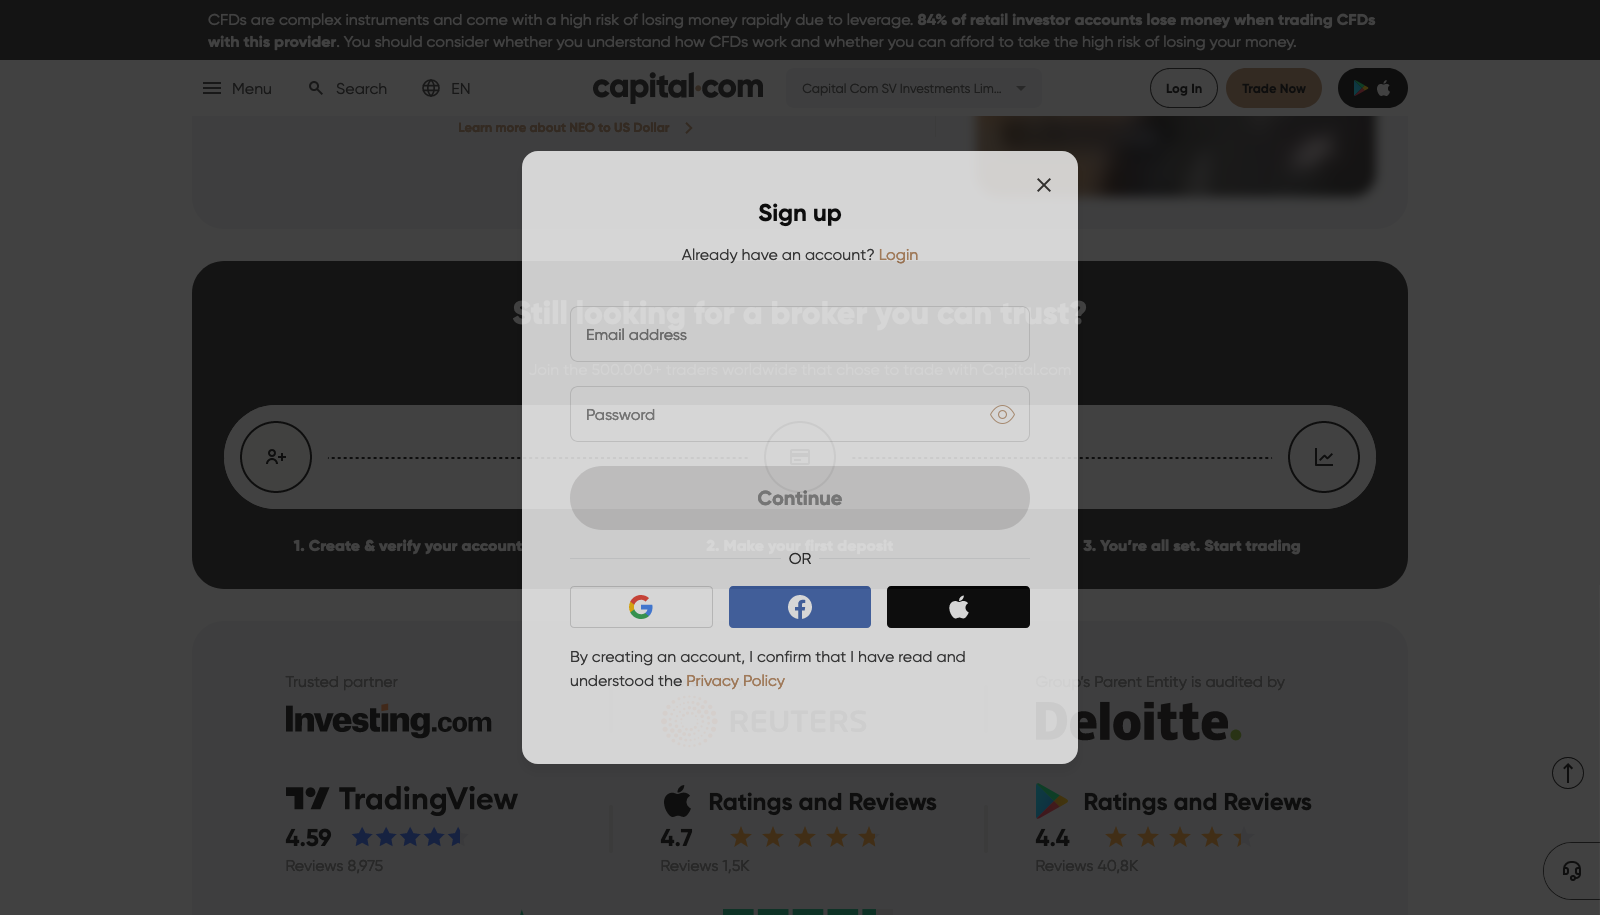 CFDs are complex instruments and come with a high risk of losing money rapidly due to leverage. 84% of retail investor accounts lose money when trading CFDs
with this provider. You should consider whether you understand how CFDs work and whether you can afford to take the high risk of losing your money.
Menu
Search
EN
capital.com
Capital Com SV Investments Lim...
Log In
Trade Now
Learn more about NEO to US Dollar
Sign up
Already have an account? Login
Still looking for a broker you can trust?
Email address
Join the 500.000+ traders worldwide that chose to trade with Capital.com
Password
Continue
1. Create & verify your account
2. Make your first deposit
3. You're all set. Start trading
OR
By creating an account, I confirm that I have read and
understood the Privacy Policy
Trusted partner
Investing.com
REUTERS
Group's Parent Entity is audited by
Deloitte.
TradingView
4.59
Reviews 8,975
Ratings and Reviews
4.7
Reviews 1,5K
Ratings and Reviews
4.4
Reviews 40,8K